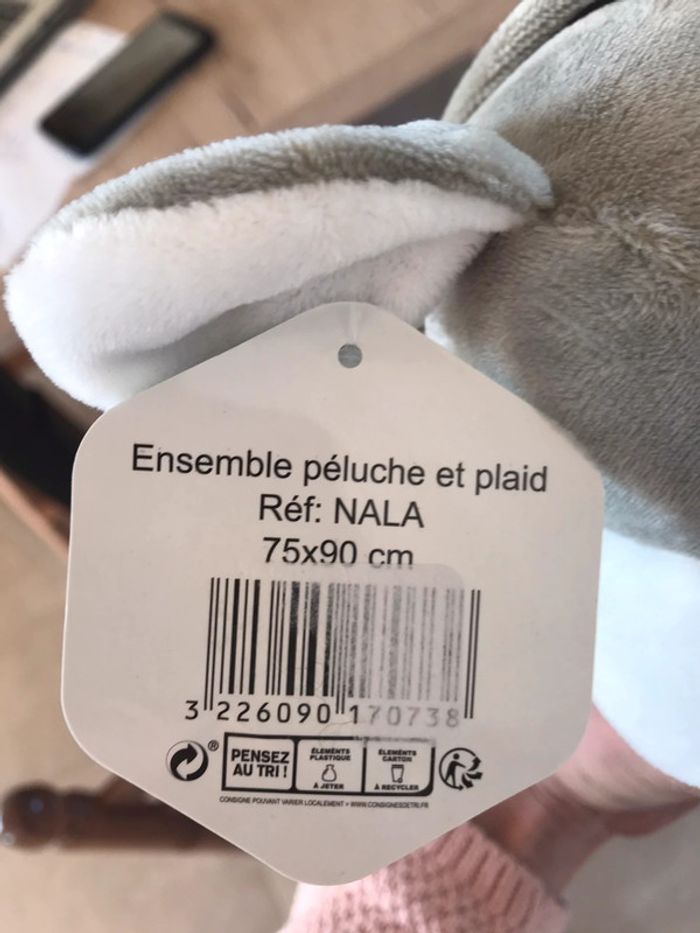 Ensemble péluche et plaid
Réf: NALA
75x90 cm
3 226090 170738
®
PENSEZ
AU TRI !
ÉLÉMENTS
PLASTIQUE
À JETER
ÉLÉMENTS
CARTON
À RECYCLER
CONSIGNE POUVANT VARIER LOCALEMENT > WWW.CONSIGNESDETRI.FR